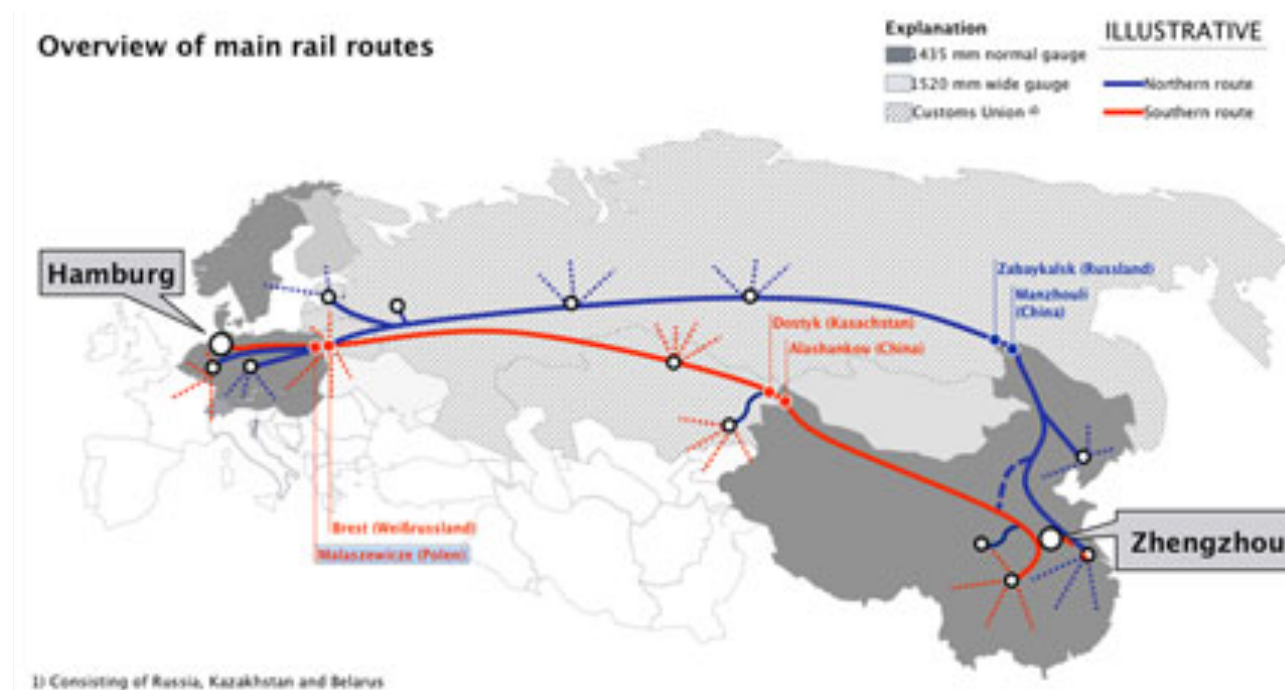 Overview of main rail routes
Explanation
ILLUSTRATIVE
1435 mm normal gauge
1520 mm wide gauge
Customs Union
Northern route
Southern route
Hamburg
Zabaykalsk (Russland)
Manzhouli
(China)
Dostyk (Kasachstan)
Alashankou (China)
Brest (Weißrussland)
Malaszewicze (Polen)
Zhengzhou
1) Consisting of Russia, Kazakhstan and Belarus